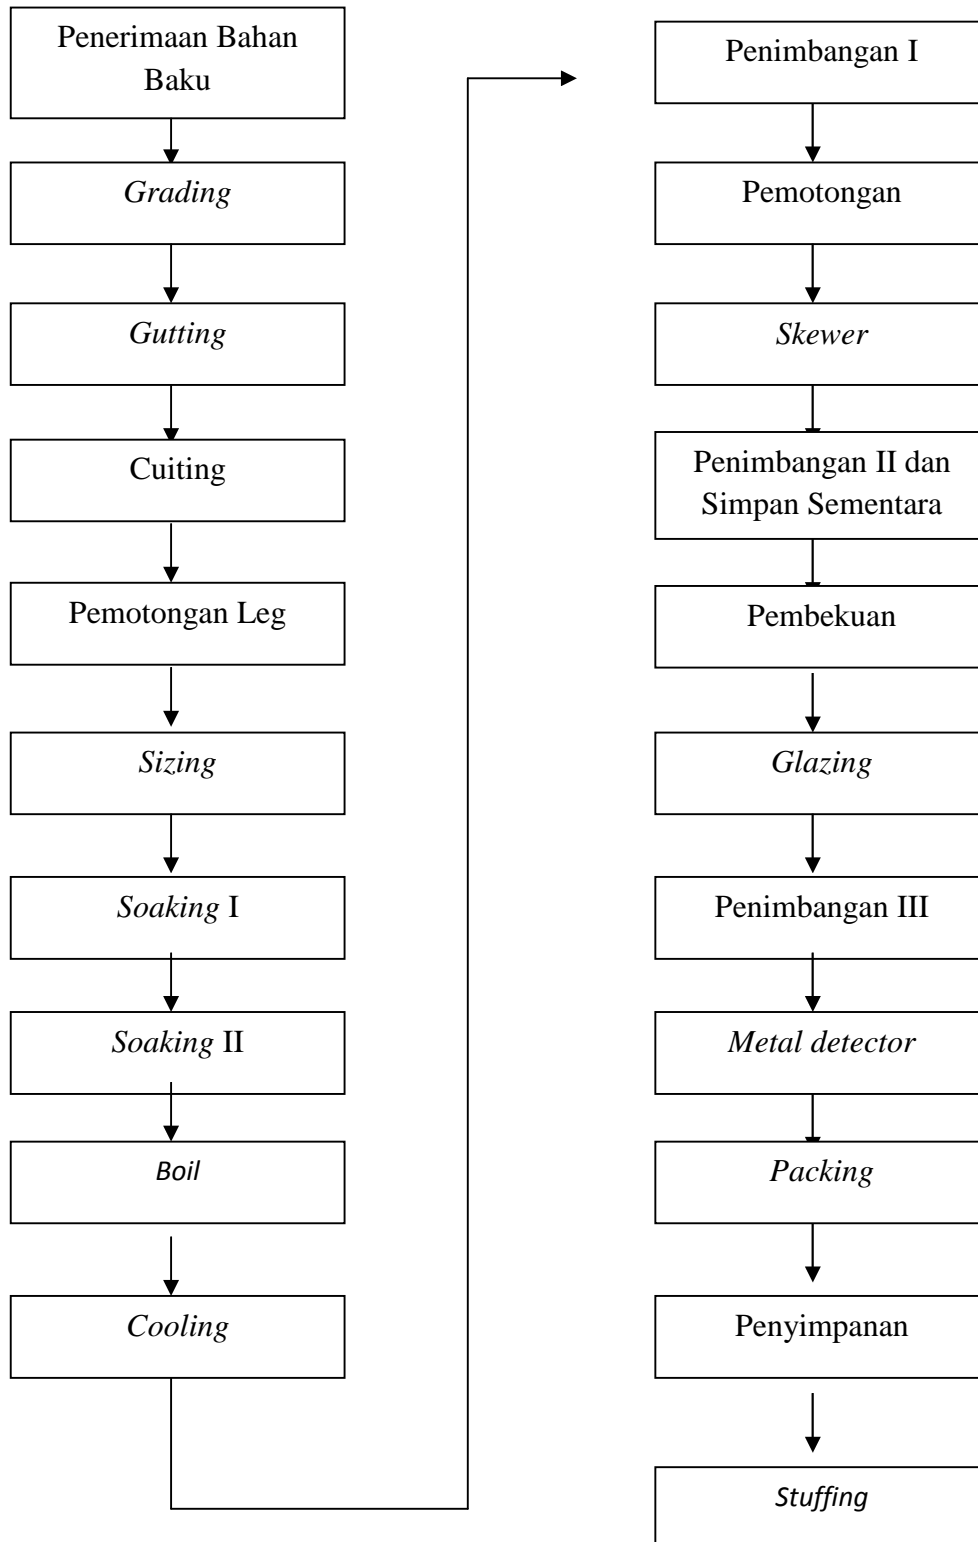 Penerimaan Bahan
Baku
Grading
Gutting
Cuiting
Pemotongan Leg
Sizing
Soaking I
Soaking II
Boil
Cooling
Penimbangan I
Pemotongan
Skewer
Penimbangan II dan
Simpan Sementara
Pembekuan
Glazing
Penimbangan III
Metal detector
Packing
Penyimpanan
Stuffing